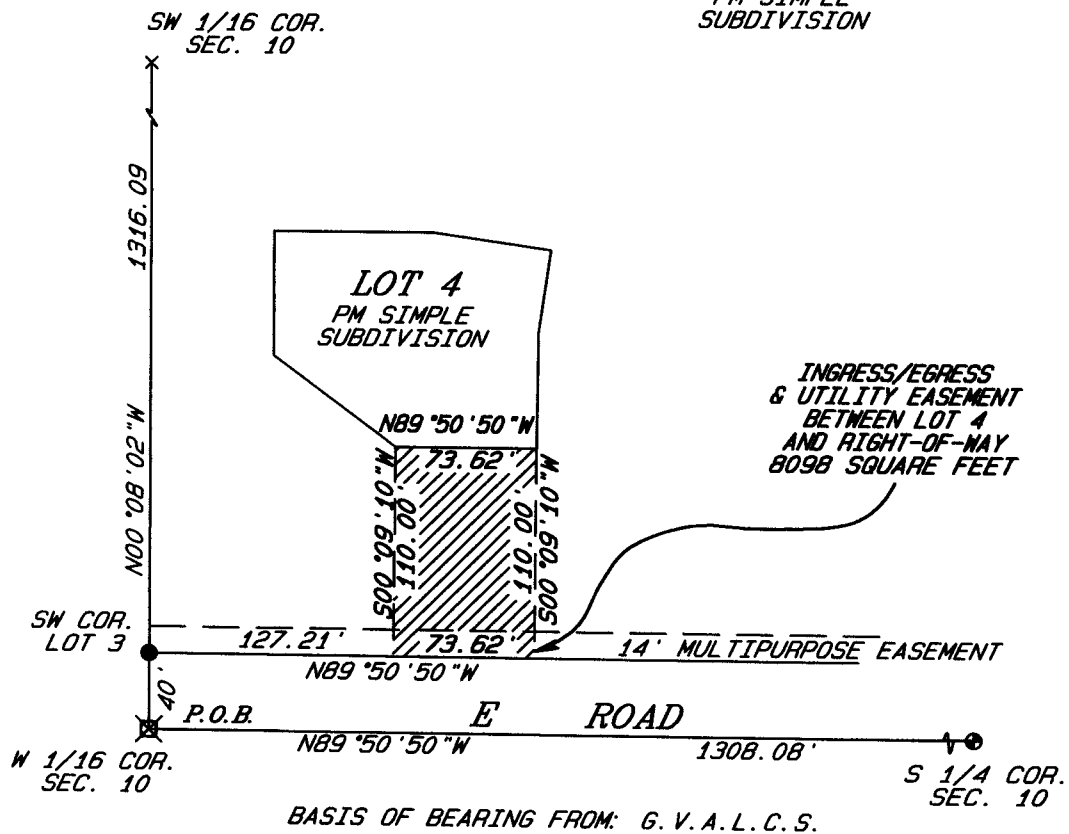 PM SIMPLE
SUBDIVISION
SW 1/16 COR.
SEC. 10
1316.09
N00°08'20"W
LOT 4
PM SIMPLE
SUBDIVISION
INGRESS/EGRESS
& UTILITY EASEMENT
BETWEEN LOT 4
AND RIGHT-OF-WAY
8098 SQUARE FEET
N89°50'50"W
73.62'
S00°09'10"W
110.00'
110.00'
S00°09'10"W
SW COR.
LOT 3
127.21'
73.62'
14' MULTIPURPOSE EASEMENT
N89°50'50"W
40'
P.O.B.
E ROAD
N89°50'50"W
1308.08'
W 1/16 COR.
SEC. 10
S 1/4 COR.
SEC. 10
BASIS OF BEARING FROM: G.V.A.L.C.S.